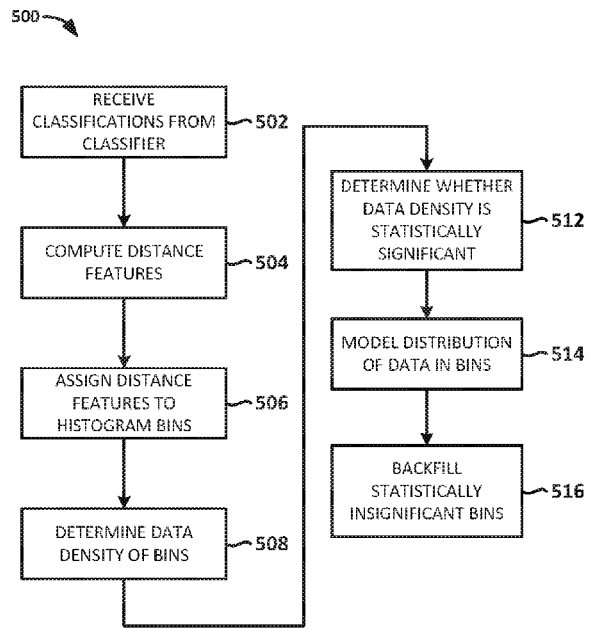 500
RECEIVE
CLASSIFICATIONS FROM
CLASSIFIER
502
COMPUTE DISTANCE
FEATURES
504
ASSIGN DISTANCE
FEATURES TO
HISTOGRAM BINS
506
DETERMINE DATA
DENSITY OF BINS
508
DETERMINE WHETHER
DATA DENSITY IS
STATISTICALLY
SIGNIFICANT
512
MODEL DISTRIBUTION
OF DATA IN BINS
514
BACKFILL
STATISTICALLY
INSIGNIFICANT BINS
516